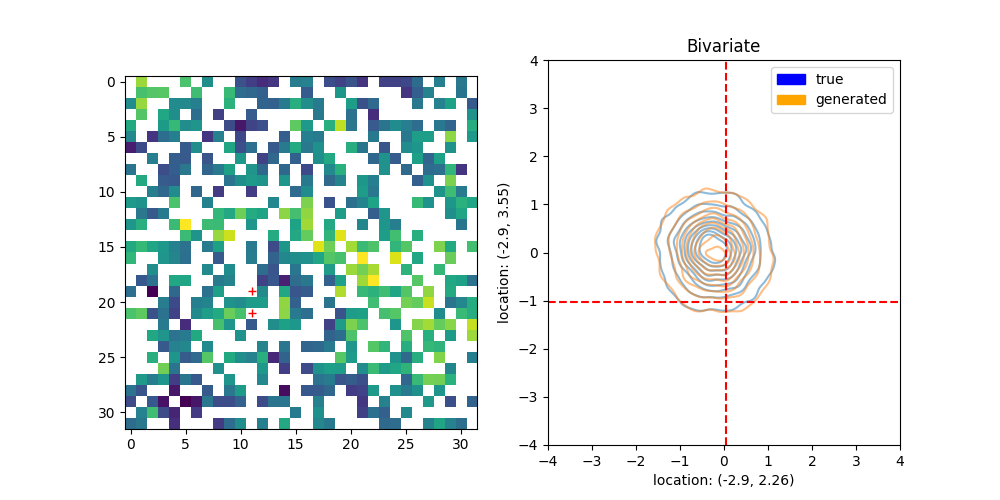 Bivariate
true
generated
0
5
10
15
20
25
30
0 5 10 15 20 25 30
4
3
2
1
0
−1
−2
−3
−4
−4 −3 −2 −1 0 1 2 3 4
location: (-2.9, 3.55)
location: (-2.9, 2.26)